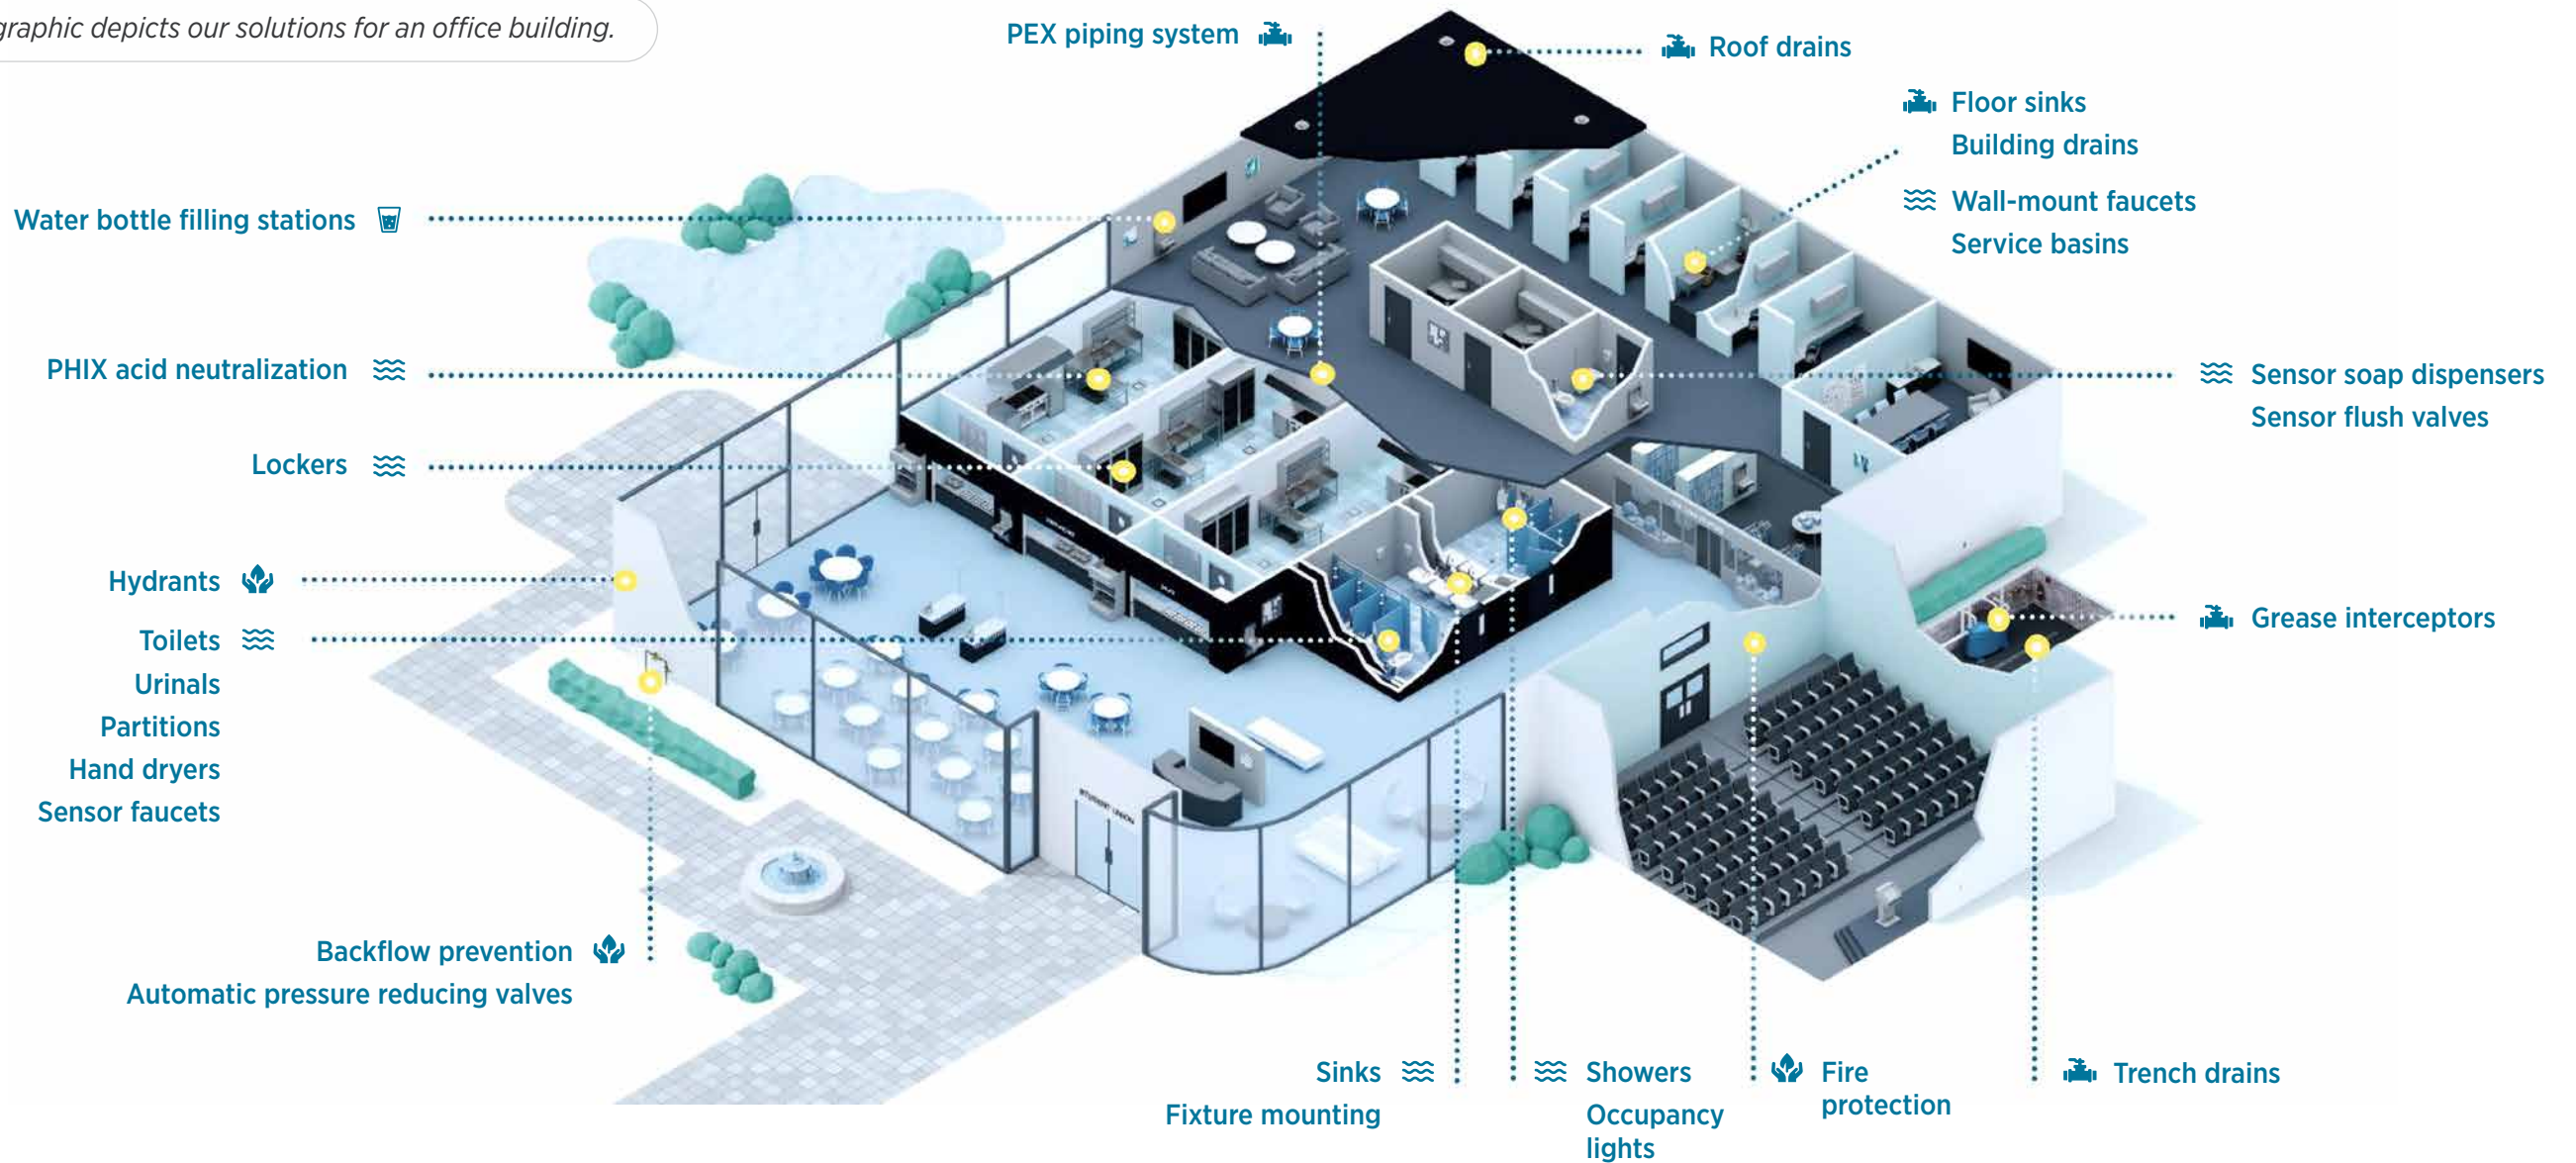 graphic depicts our solutions for an office building.
PEX piping system
Roof drains
Floor sinks
Building drains
Wall-mount faucets
Service basins
Water bottle filling stations
PHIX acid neutralization
Sensor soap dispensers
Sensor flush valves
Lockers
Hydrants
Toilets
Urinals
Partitions
Hand dryers
Sensor faucets
Grease interceptors
Backflow prevention
Automatic pressure reducing valves
Sinks
Fixture mounting
Showers
Occupancy
lights
Fire
protection
Trench drains